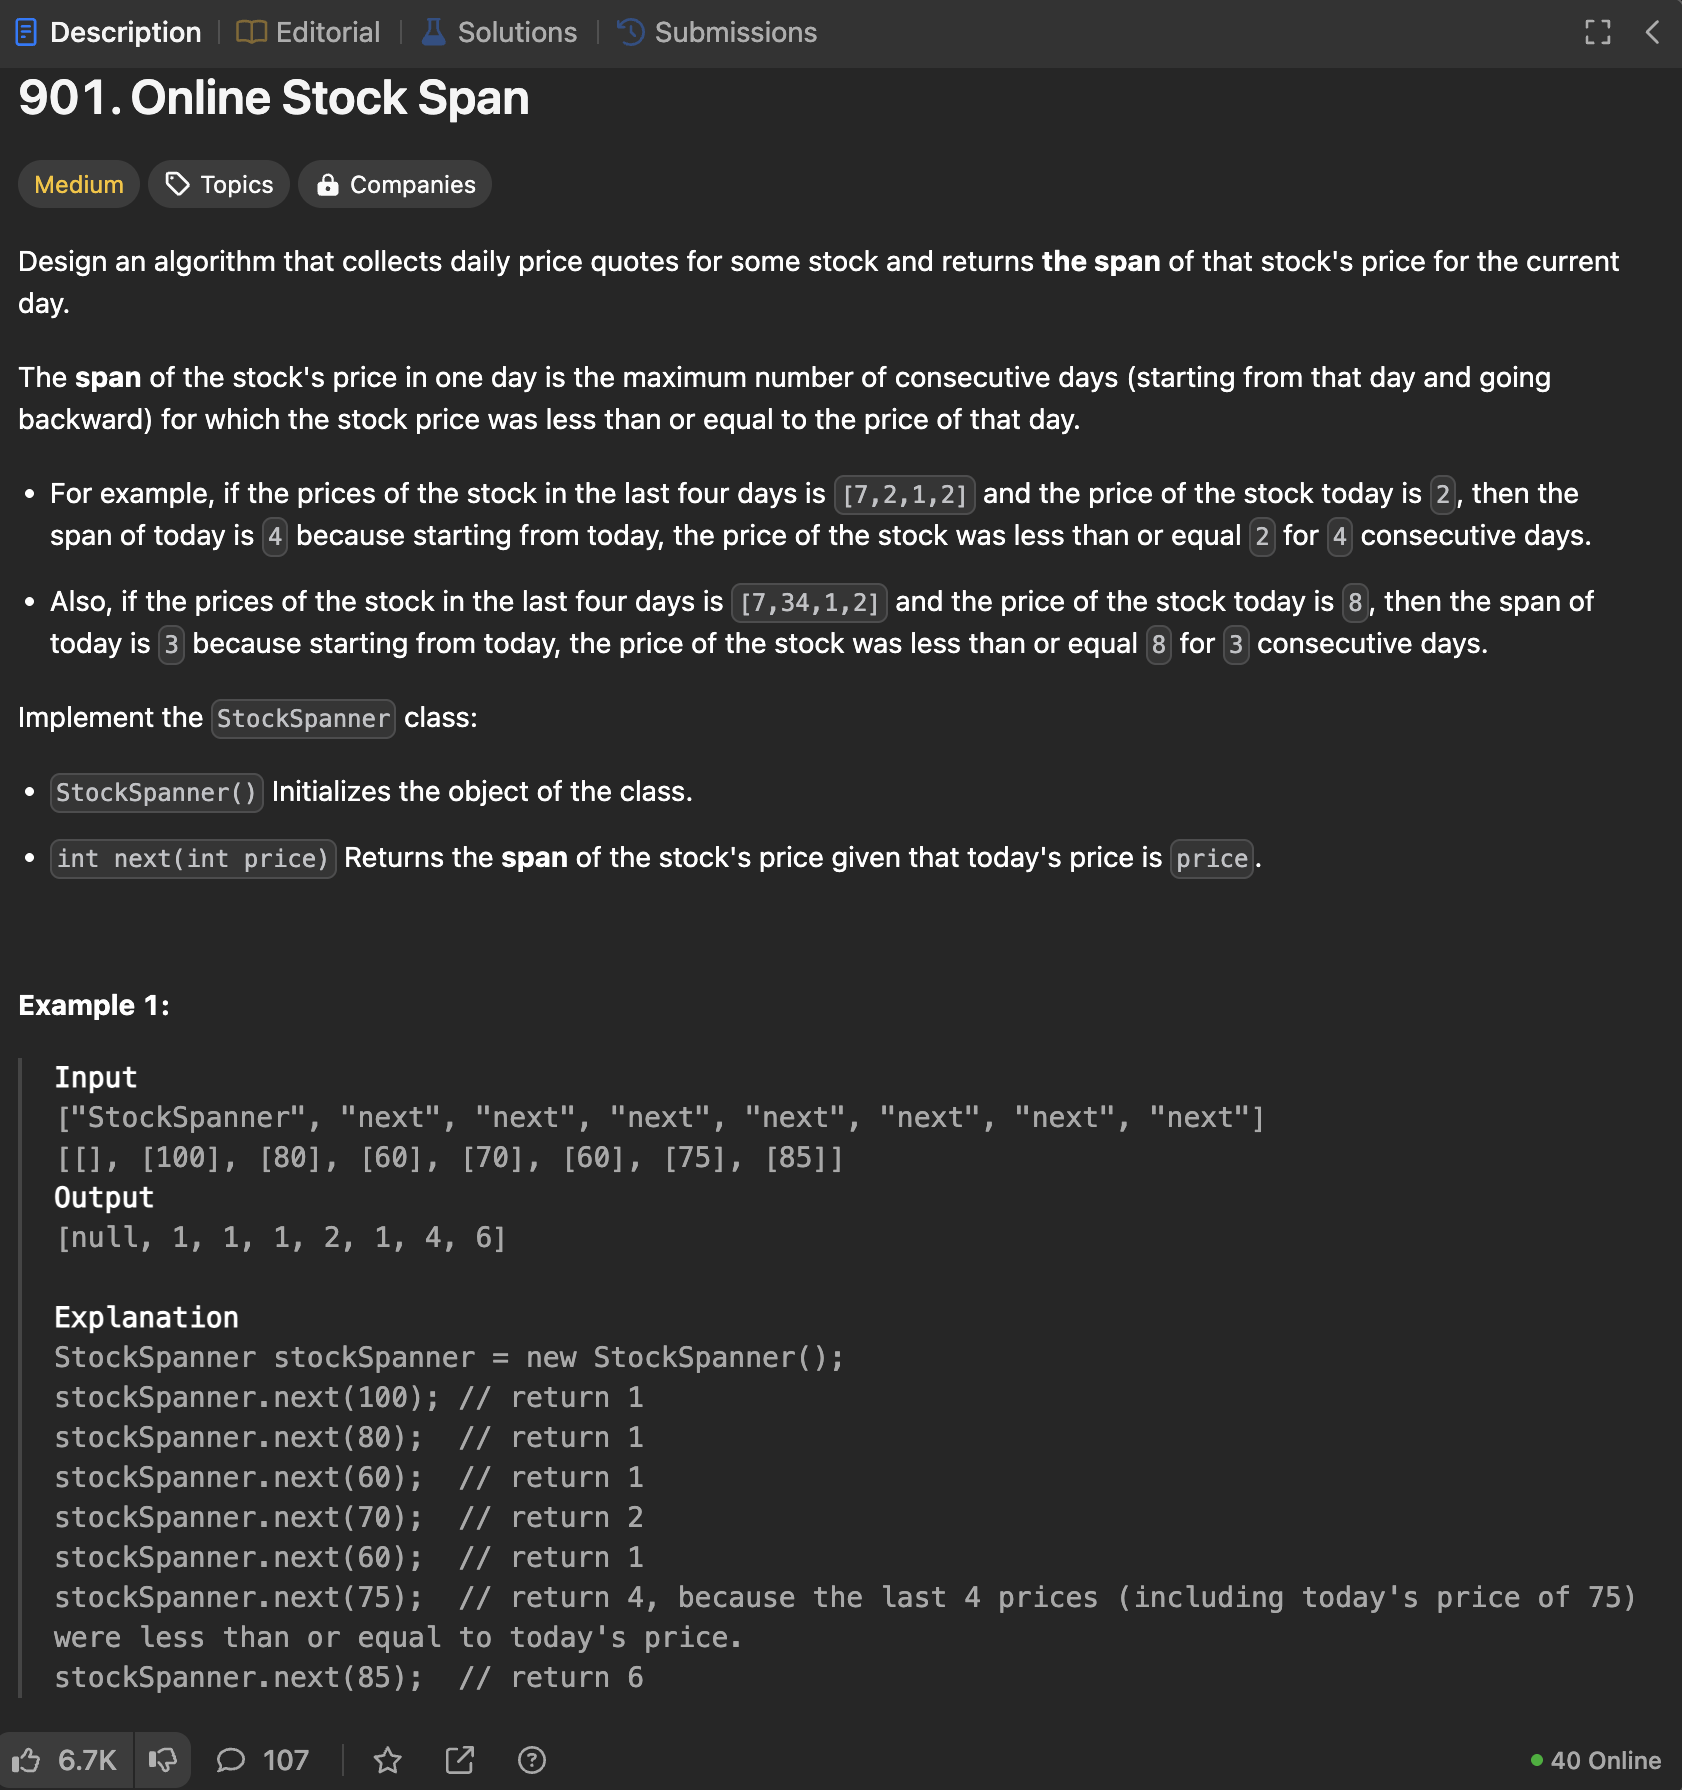 Description | Editorial | Solutions | Submissions
901. Online Stock Span
Medium Topics Companies
Design an algorithm that collects daily price quotes for some stock and returns the span of that stock's price for the current
day.
The span of the stock's price in one day is the maximum number of consecutive days (starting from that day and going
backward) for which the stock price was less than or equal to the price of that day.
• For example, if the prices of the stock in the last four days is [7,2,1,2] and the price of the stock today is 2, then the
span of today is 4 because starting from today, the price of the stock was less than or equal 2 for 4 consecutive days.
• Also, if the prices of the stock in the last four days is [7,34,1,2] and the price of the stock today is 8, then the span of
today is 3 because starting from today, the price of the stock was less than or equal 8 for 3 consecutive days.
Implement the StockSpanner class:
• StockSpanner() Initializes the object of the class.
• int next(int price) Returns the span of the stock's price given that today's price is price.
Example 1:
Input
["StockSpanner", "next", "next", "next", "next", "next", "next", "next"]
[[], [100], [80], [60], [70], [60], [75], [85]]
Output
[null, 1, 1, 1, 2, 1, 4, 6]
Explanation
StockSpanner stockSpanner = new StockSpanner();
stockSpanner.next(100); // return 1
stockSpanner.next(80);  // return 1
stockSpanner.next(60);  // return 1
stockSpanner.next(70);  // return 2
stockSpanner.next(60);  // return 1
stockSpanner.next(75);  // return 4, because the last 4 prices (including today's price of 75)
were less than or equal to today's price.
stockSpanner.next(85);  // return 6
6.7K 107 40 Online